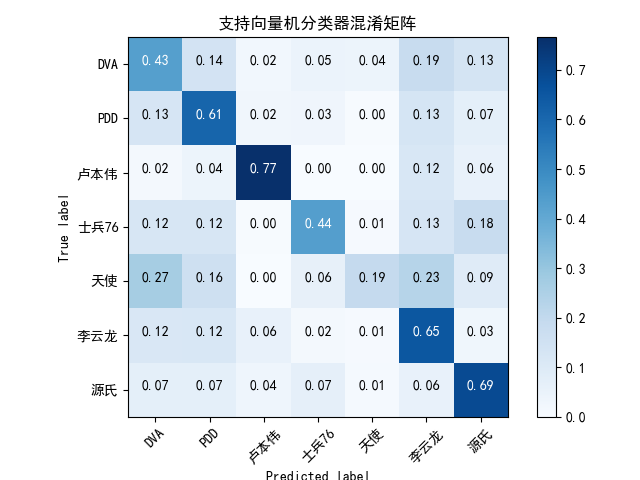 支持向量机分类器混淆矩阵
DVA 0.43 0.14 0.02 0.05 0.04 0.19 0.13
PDD 0.13 0.61 0.02 0.03 0.00 0.13 0.07
卢本伟 0.02 0.04 0.77 0.00 0.00 0.12 0.06
士兵76 0.12 0.12 0.00 0.44 0.01 0.13 0.18
天使 0.27 0.16 0.00 0.06 0.19 0.23 0.09
李云龙 0.12 0.12 0.06 0.02 0.01 0.65 0.03
源氏 0.07 0.07 0.04 0.07 0.01 0.06 0.69
True label
DVA PDD 卢本伟 士兵76 天使 李云龙 源氏
Predicted label
0.7
0.6
0.5
0.4
0.3
0.2
0.1
0.0